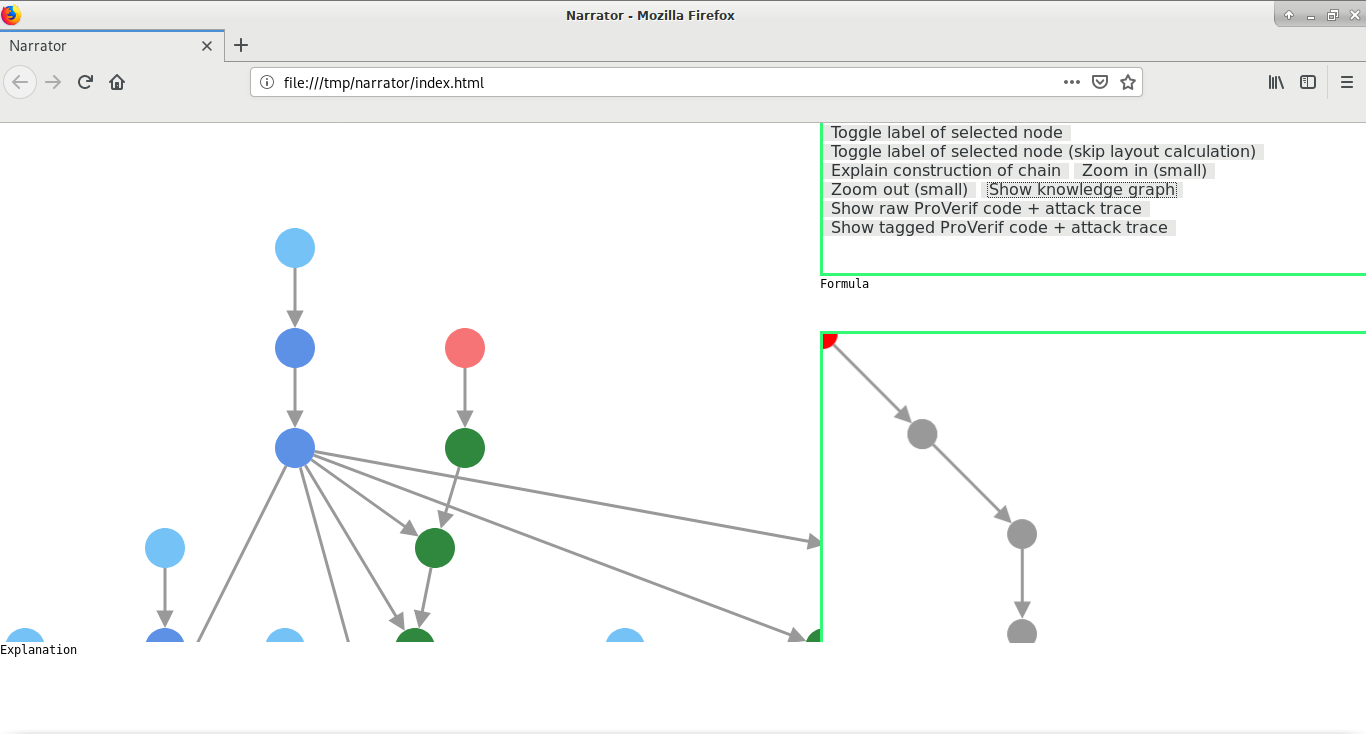 Narrator - Mozilla Firefox
Narrator
file:///tmp/narrator/index.html
Toggle label of selected node
Toggle label of selected node (skip layout calculation)
Explain construction of chain Zoom in (small)
Zoom out (small) Show knowledge graph
Show raw ProVerif code + attack trace
Show tagged ProVerif code + attack trace
Formula
Explanation